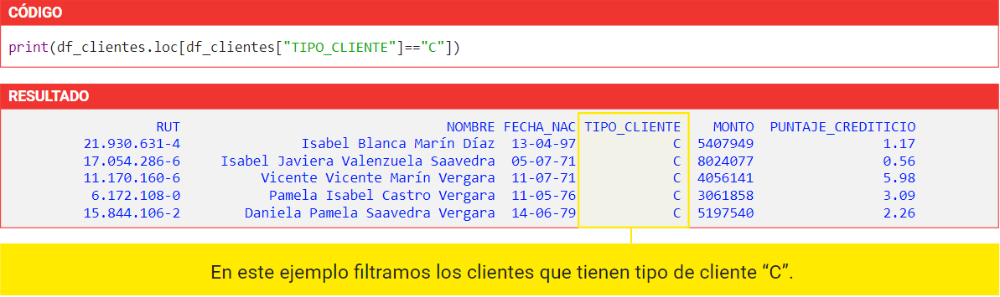 CÓDIGO
print(df_clientes.loc[df_clientes["TIPO_CLIENTE"]=="C"])
RESULTADO
RUT NOMBRE FECHA_NAC TIPO_CLIENTE MONTO PUNTAJE_CREDITICIO
21.930.631-4 Isabel Blanca Marín Díaz 13-04-97 C 5407949 1.17
17.054.286-6 Isabel Javiera Valenzuela Saavedra 05-07-71 C 8024077 0.56
11.170.160-6 Vicente Vicente Marín Vergara 11-07-71 C 4056141 5.98
6.172.108-0 Pamela Isabel Castro Vergara 11-05-76 C 3061858 3.09
15.844.106-2 Daniela Pamela Saavedra Vergara 14-06-79 C 5197540 2.26
En este ejemplo filtramos los clientes que tienen tipo de cliente “C”.